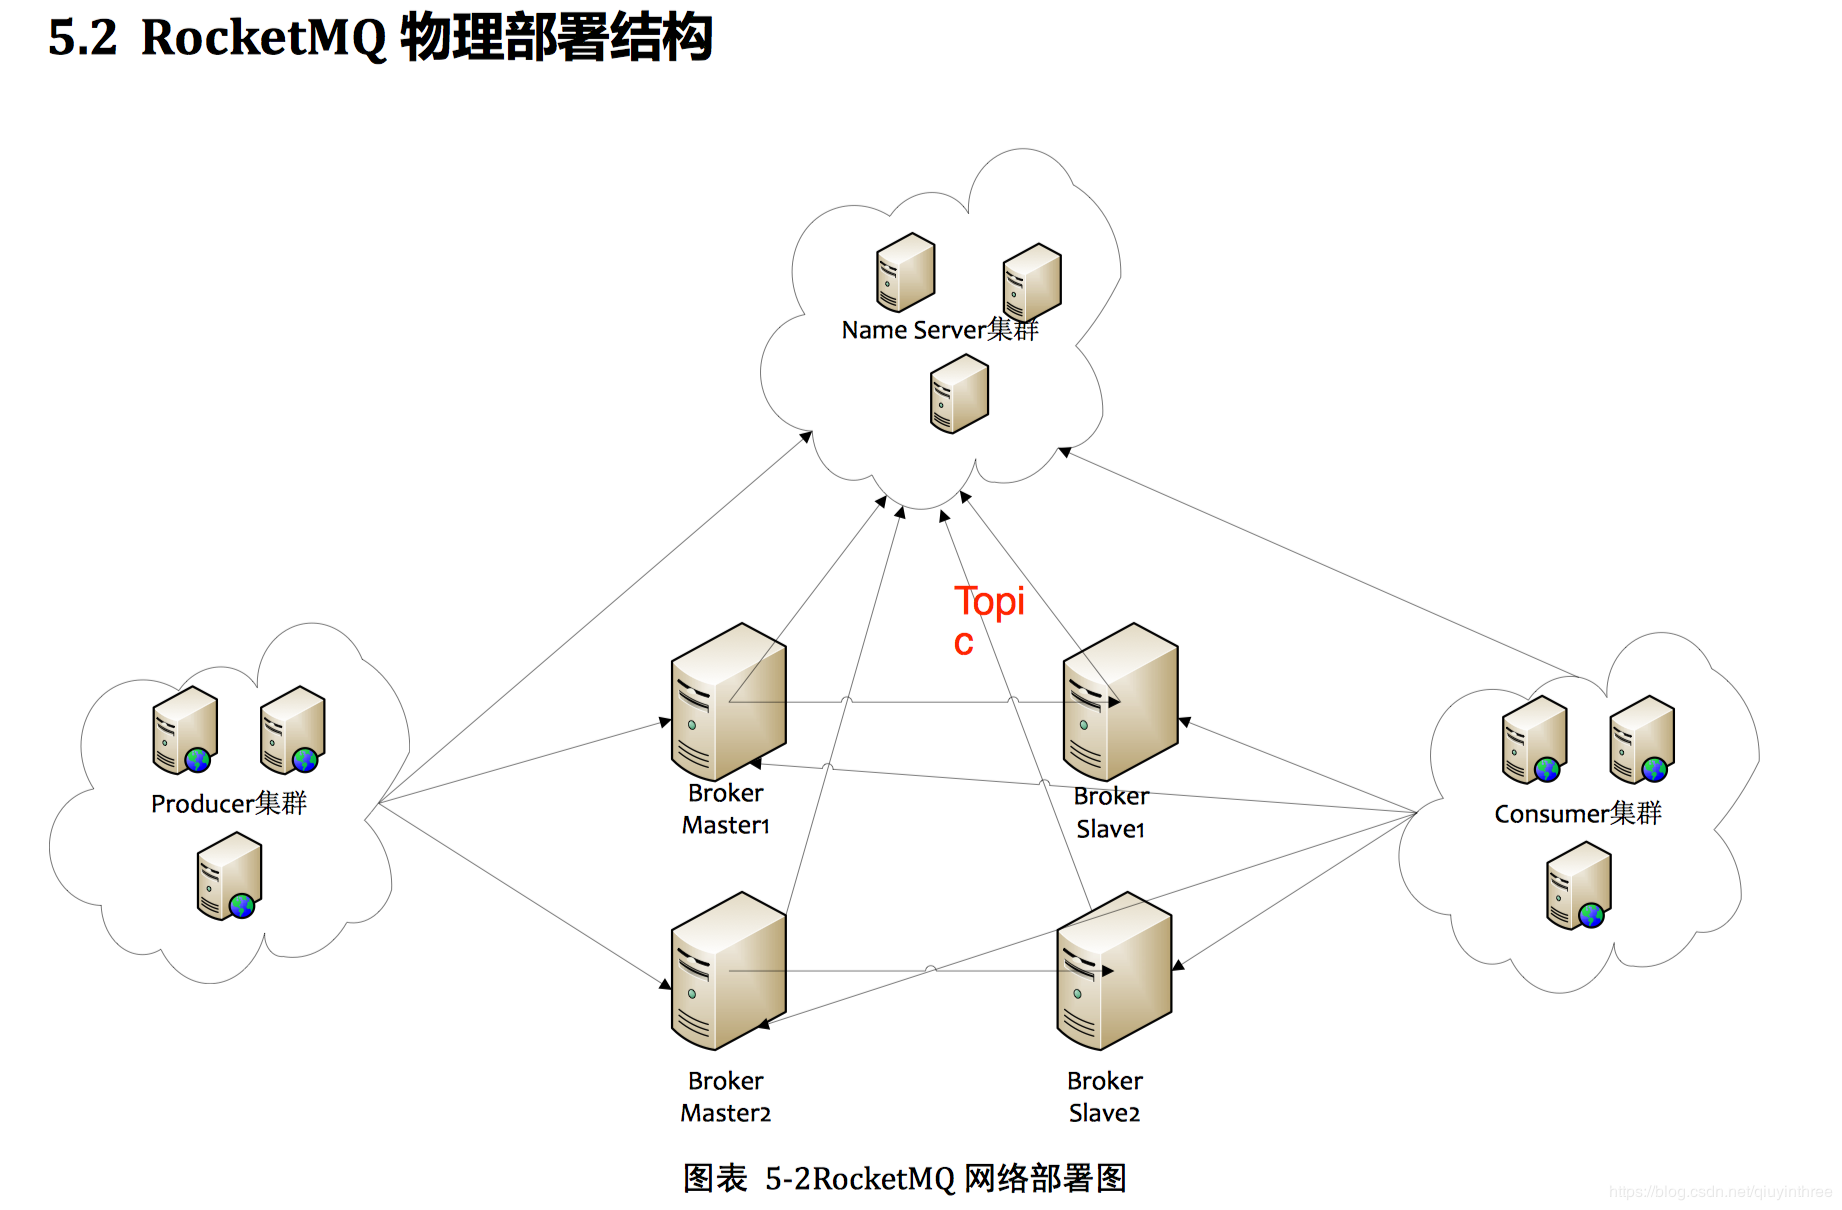 5.2 RocketMQ 物理部署结构
Name Server集群
Topi
c
Producer集群
Broker
Master1
Broker
Slave1
Consumer集群
Broker
Master2
Broker
Slave2
图表 5-2RocketMQ 网络部署图
https://blog.csdn.net/qiuyinthree